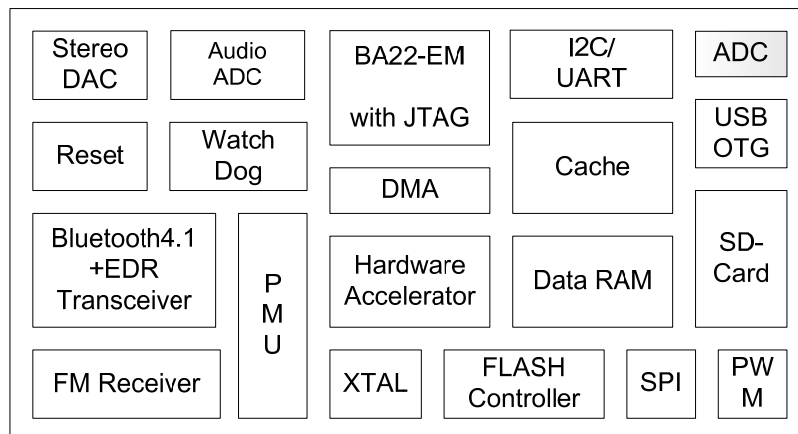 Stereo
DAC
Audio
ADC
BA22-EM
with JTAG
I2C/
UART
ADC
USB
OTG
Reset
Watch
Dog
DMA
Cache
Bluetooth4.1
+EDR
Transceiver
P
M
U
Hardware
Accelerator
Data RAM
SD-
Card
FM Receiver
XTAL
FLASH
Controller
SPI
PW
M